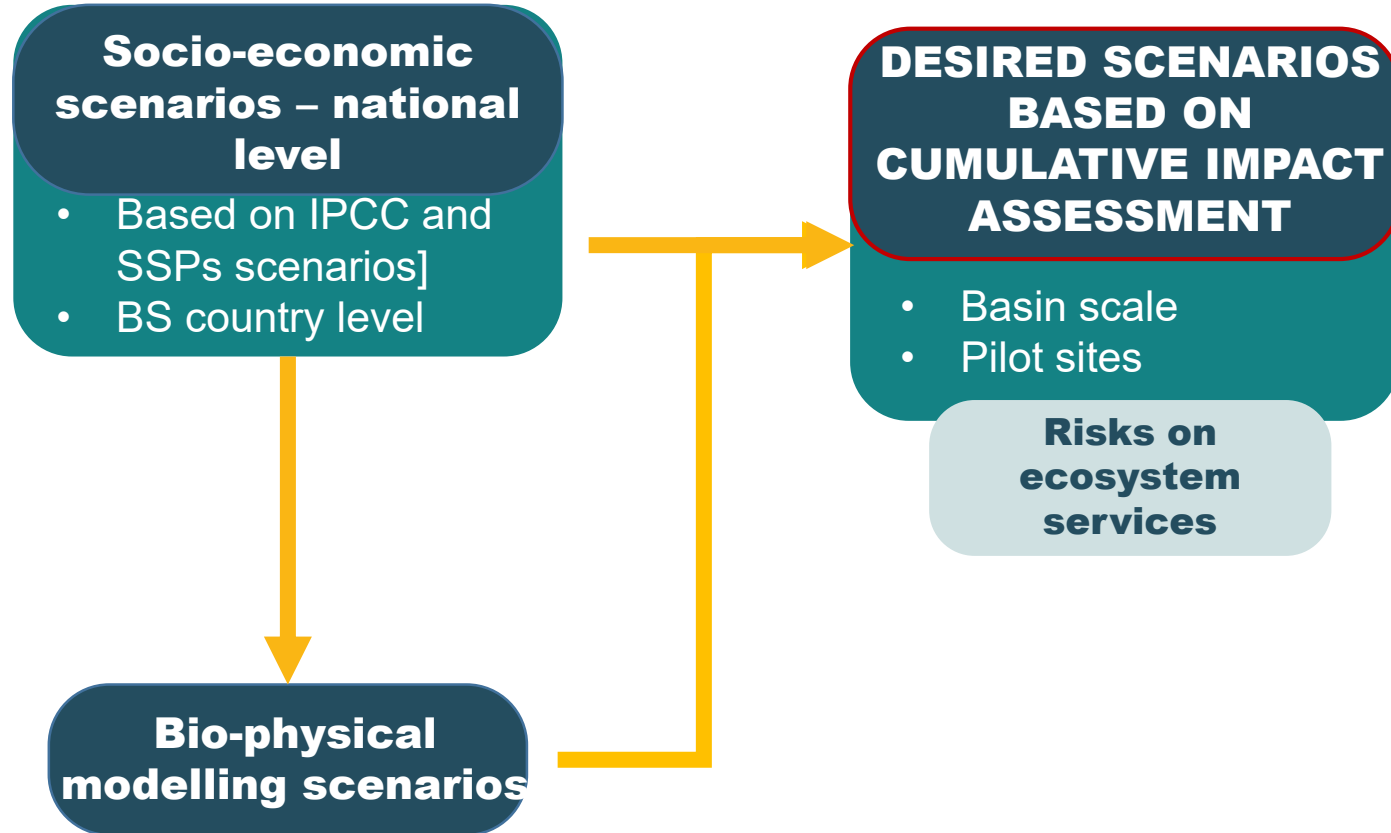 Socio-economic
scenarios – national
level
• Based on IPCC and
SSPs scenarios]
• BS country level
DESIRED SCENARIOS
BASED ON
CUMULATIVE IMPACT
ASSESSMENT
• Basin scale
• Pilot sites
Risks on
ecosystem
services
Bio-physical
modelling scenarios